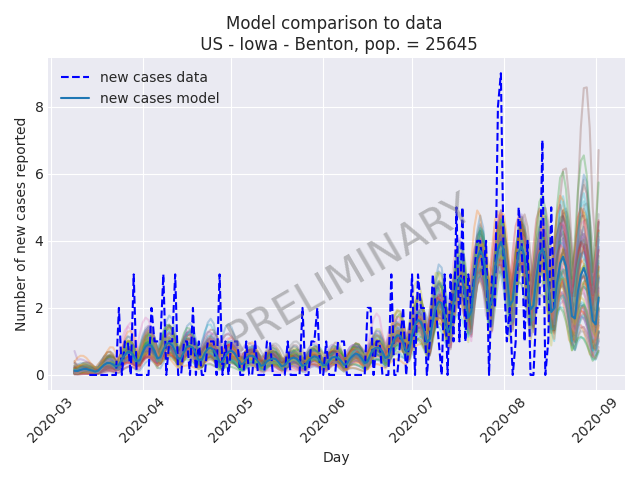 Model comparison to data
US - Iowa - Benton, pop. = 25645
new cases data
new cases model
PRELIMINARY
Number of new cases reported
8
6
4
2
0
2020-03
2020-04
2020-05
2020-06
2020-07
2020-08
2020-09
Day